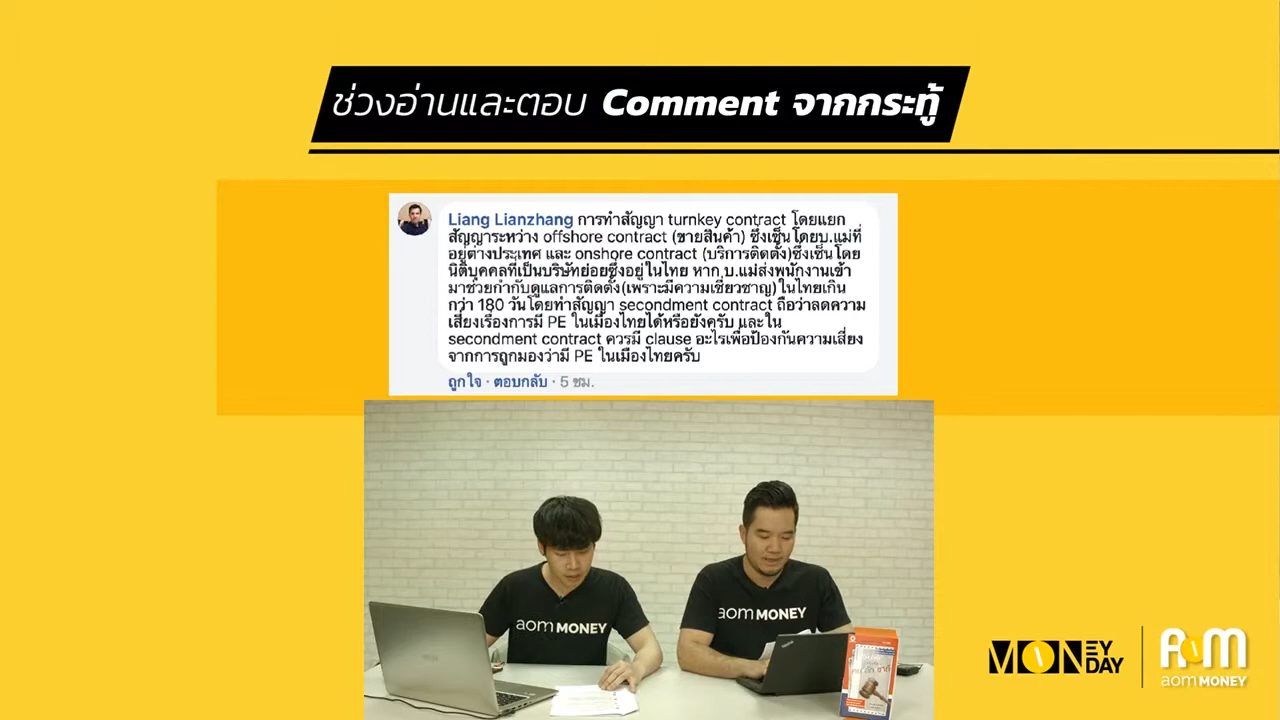 ช่วงอ่านและตอบ Comment จากกระทู้
Liang Lianzhang การทำสัญญา turnkey contract โดยแยก
สัญญาระหว่าง offshore contract (ขายสินค้า) ซึ่งเซ็นโดยบ.แม่ที่
อยู่ต่างประเทศ และ onshore contract (บริการติดตั้ง)ซึ่งเซ็นโดย
นิติบุคคลที่เป็นบริษัทย่อยซึ่งอยู่ในไทย หาก บ.แม่ส่งพนักงานเข้า
มาช่วยกำกับดูแลการติดตั้ง(เพราะมีความเชี่ยวชาญ)ในไทยเกิน
กว่า 180 วันโดยทำสัญญา secondment contract ถือว่าลดความ
เสี่ยงเรื่องการมี PE ในเมืองไทยได้หรือยังครับ และใน
secondment contract ควรมี clause อะไรเพื่อป้องกันความเสี่ยง
จากการถูกมองว่ามี PE ในเมืองไทยครับ
ถูกใจ · ตอบกลับ · 5 ชม.
aom MONEY
aom MONEY
MONEY
DAY
AOM
aom MONEY